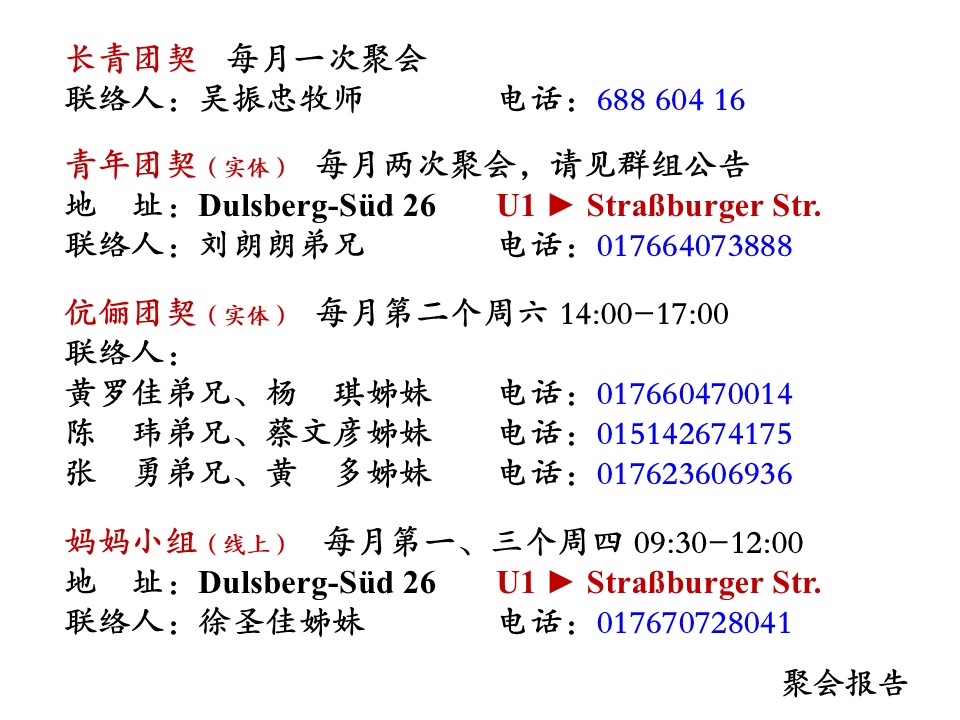 长青团契 每月一次聚会
联络人：吴振忠牧师 电话：688 604 16
青年团契（实体） 每月两次聚会，请见群组公告
地 址：Dulsberg-Süd 26 U1 ► Straßburger Str.
联络人：刘朗朗弟兄 电话：017664073888
伉俪团契（实体） 每月第二个周六 14:00-17:00
联络人：
黄罗佳弟兄、杨 琪姊妹 电话：017660470014
陈 玮弟兄、蔡文彦姊妹 电话：015142674175
张 勇弟兄、黄 多姊妹 电话：017623606936
妈妈小组（线上） 每月第一、三个周四 09:30-12:00
地 址：Dulsberg-Süd 26 U1 ► Straßburger Str.
联络人：徐圣佳姊妹 电话：017670728041
聚会报告